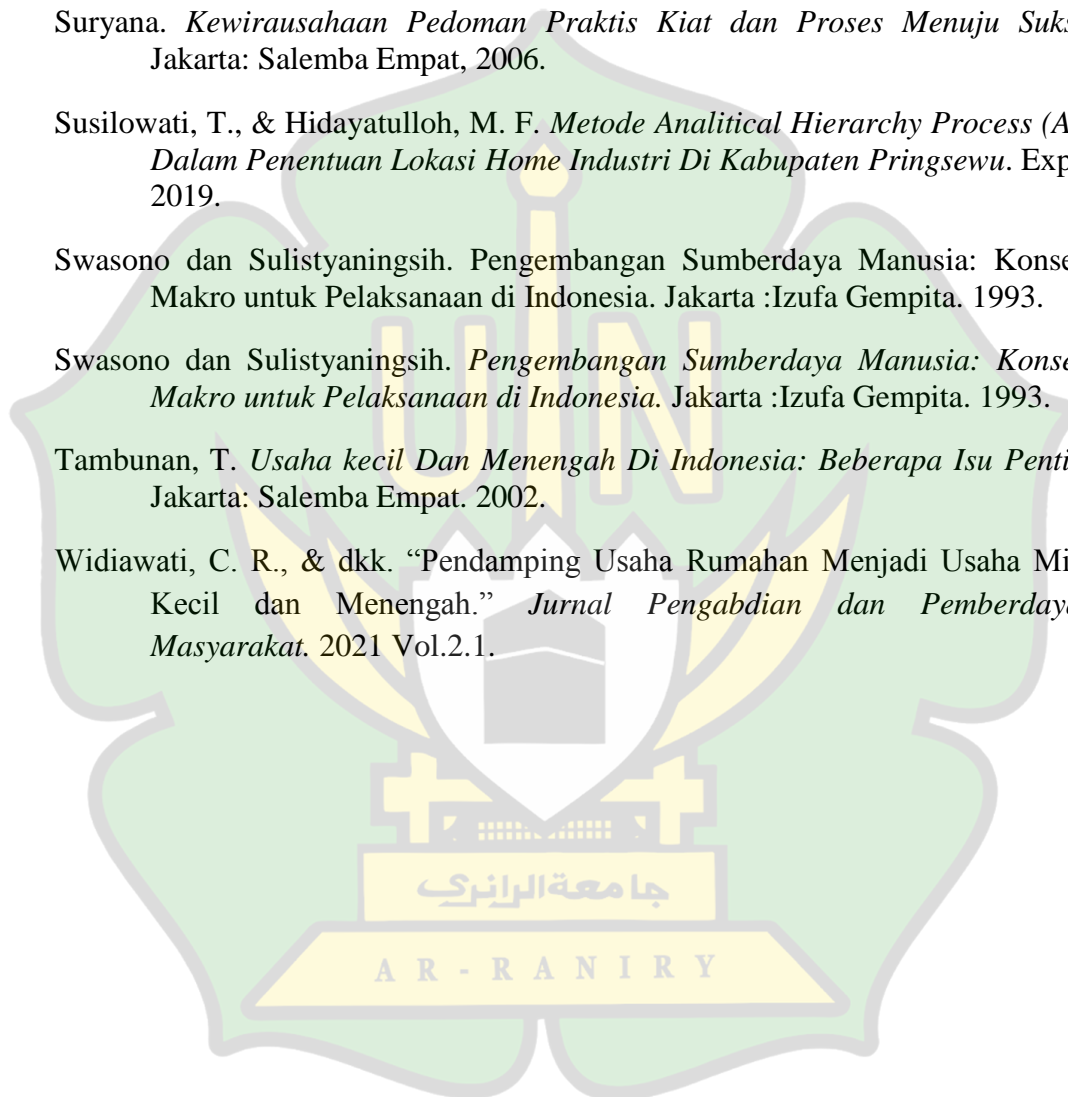 Suryana. Kewirausahaan Pedoman Praktis Kiat dan Proses Menuju Suks
Jakarta: Salemba Empat, 2006.
Susilowati, T., & Hidayatulloh, M. F. Metode Analitical Hierarchy Process (A
Dalam Penentuan Lokasi Home Industri Di Kabupaten Pringsewu. Exp
2019.
Swasono dan Sulistyaningsih. Pengembangan Sumberdaya Manusia: Konse
Makro untuk Pelaksanaan di Indonesia. Jakarta :Izufa Gempita. 1993.
Swasono dan Sulistyaningsih. Pengembangan Sumberdaya Manusia: Konse
Makro untuk Pelaksanaan di Indonesia. Jakarta :Izufa Gempita. 1993.
Tambunan, T. Usaha kecil Dan Menengah Di Indonesia: Beberapa Isu Penti
Jakarta: Salemba Empat. 2002.
Widiawati, C. R., & dkk. “Pendamping Usaha Rumahan Menjadi Usaha Mi
Kecil dan Menengah.” Jurnal Pengabdian dan Pemberday
Masyarakat. 2021 Vol.2.1.
UIN
جامعة الرانري
AR-RANIRY